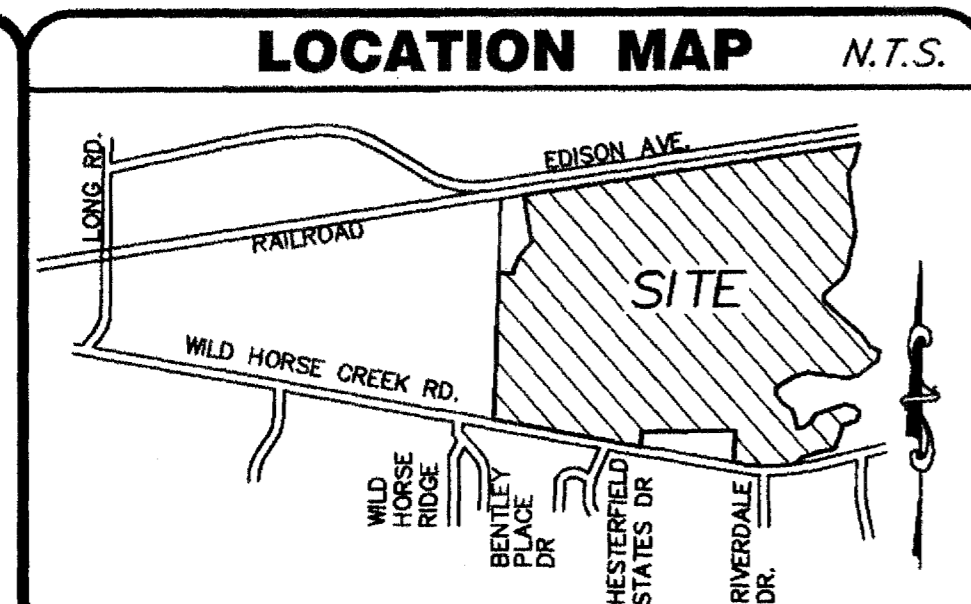 LOCATION MAP N.T.S.
LONG RD.
EDISON AVE.
RAILROAD
SITE
WILD HORSE CREEK RD.
WILD
HORSE
RIDGE
BENTLEY
PLACE
DR
HESTERFIELD
STATES DR
RIVERDALE
DR.